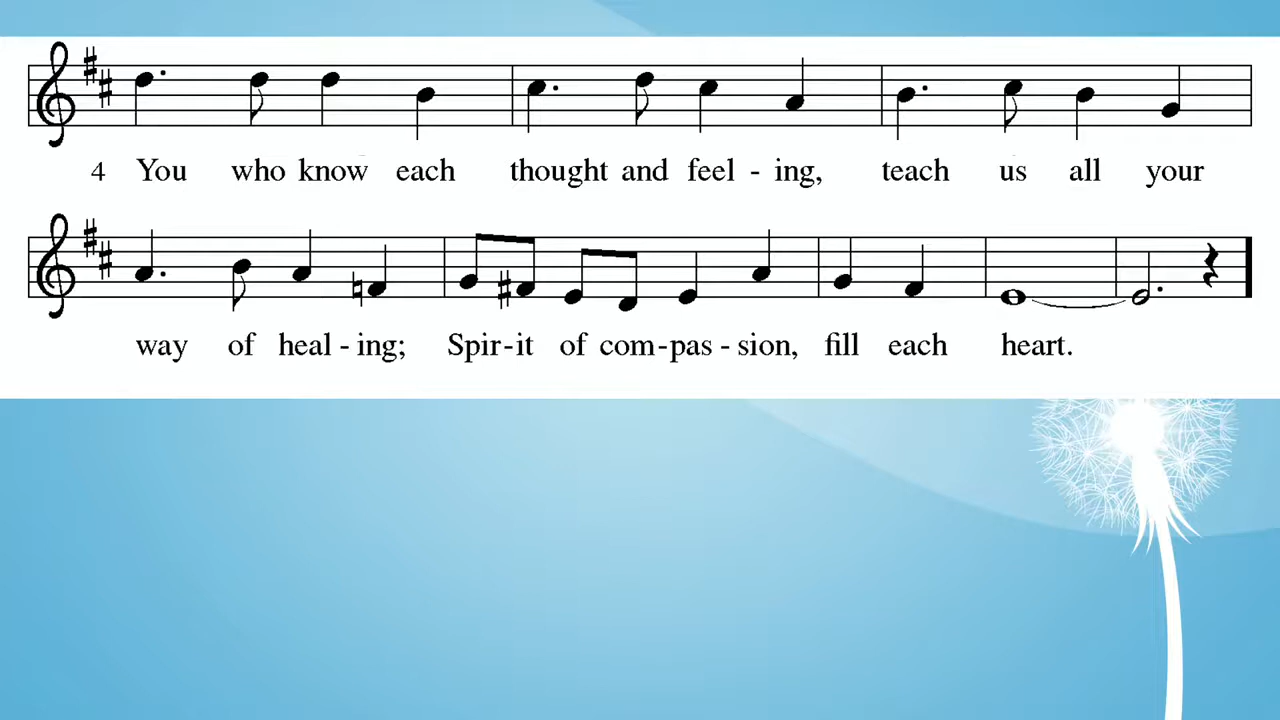 4 You who know each thought and feel - ing, teach us all your
way of heal - ing; Spir-it of com-pas - sion, fill each heart.